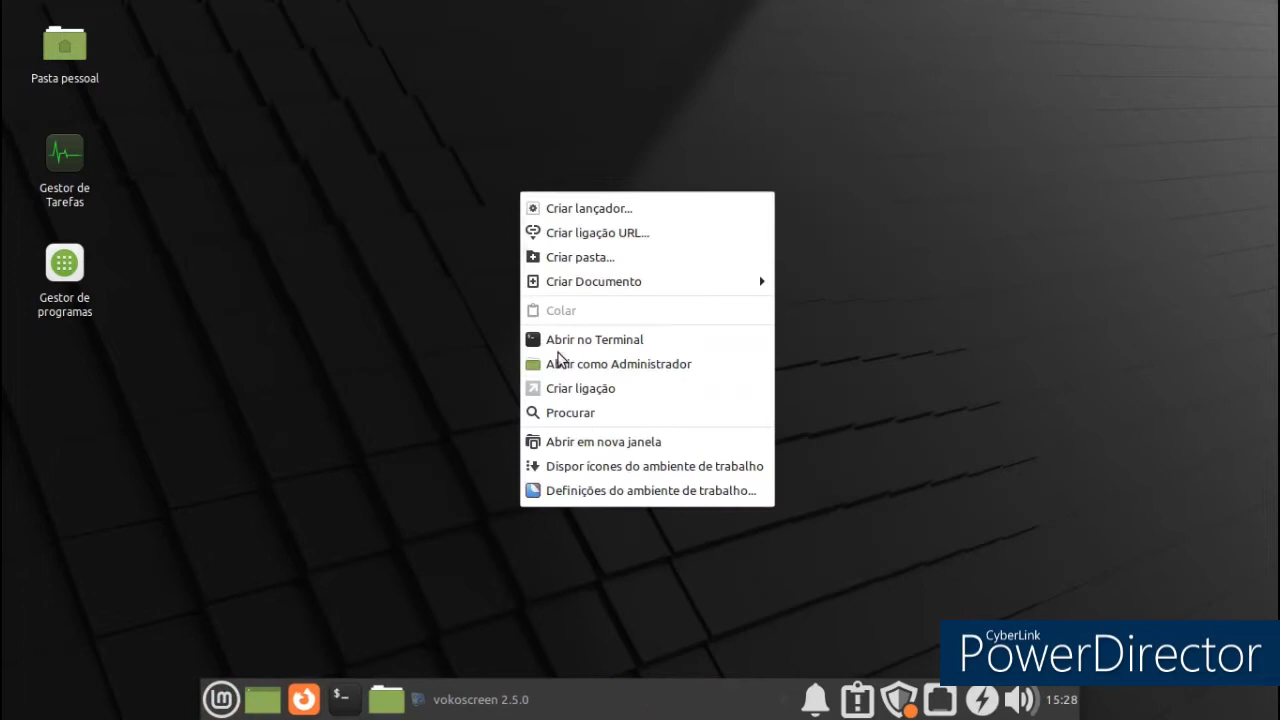 Pasta pessoal
Gestor de
Tarefas
Gestor de
programas
Criar lançador...
Criar ligação URL...
Criar pasta...
Criar Documento
Colar
Abrir no Terminal
Abrir como Administrador
Criar ligação
Procurar
Abrir em nova janela
Dispor ícones do ambiente de trabalho
Definições do ambiente de trabalho...
CyberLink
PowerDirector
lm
$_
vokoscreen 2.5.0
15:28